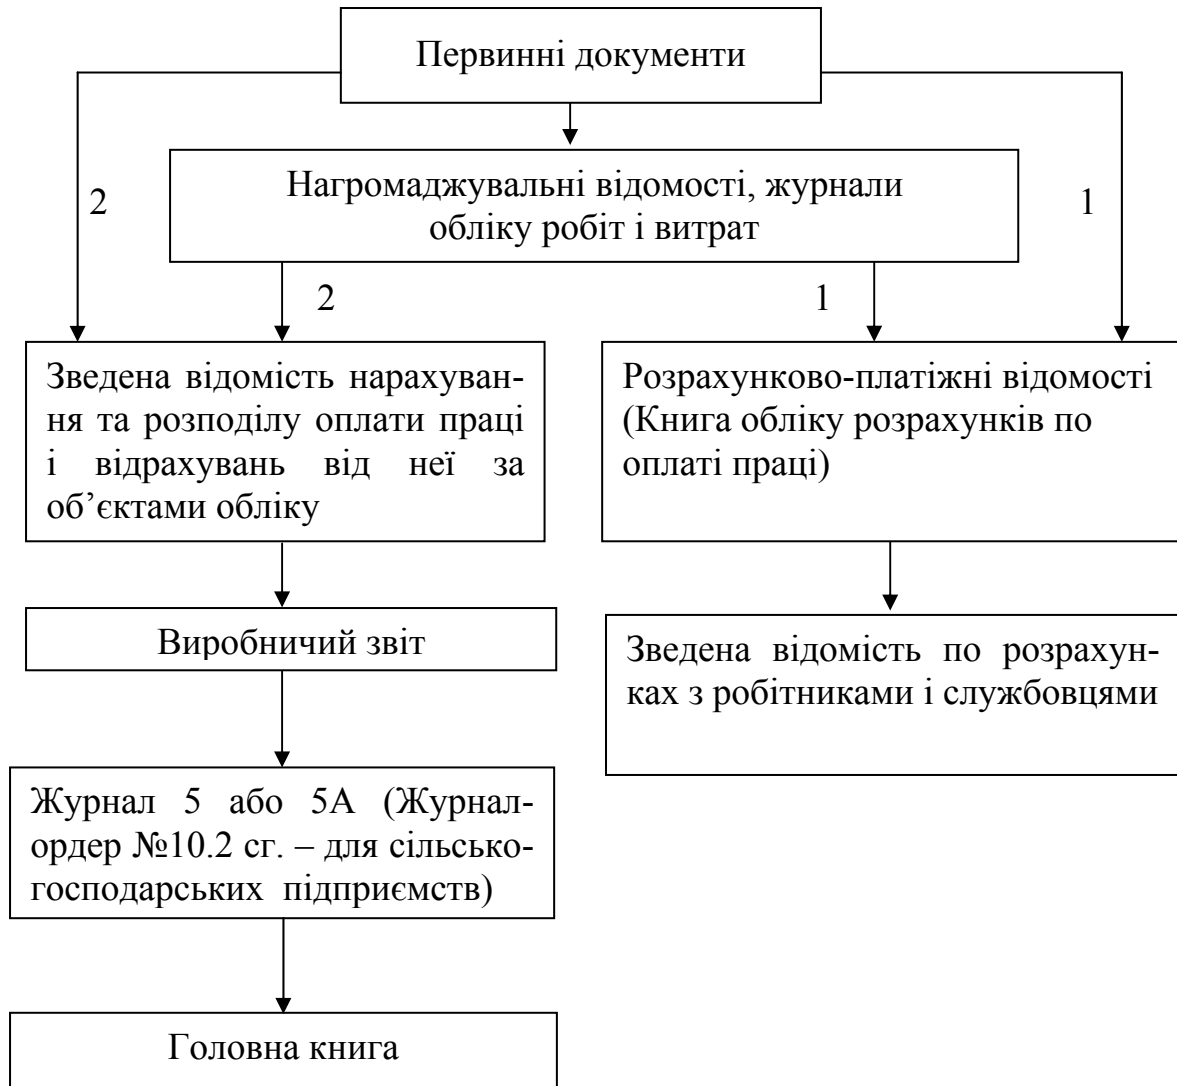 Первинні документи
Нагромаджувальні відомості, журнали
обліку робіт і витрат
2
1
2
1
Зведена відомість нарахуван-
ня та розподілу оплати праці
і відрахувань від неї за
об’єктами обліку
Розрахунково-платіжні відомості
(Книга обліку розрахунків по
оплаті праці)
Виробничий звіт
Зведена відомість по розрахун-
ках з робітниками і службовцями
Журнал 5 або 5А (Журнал-
ордер №10.2 сг. – для сільсько-
господарських підприємств)
Головна книга